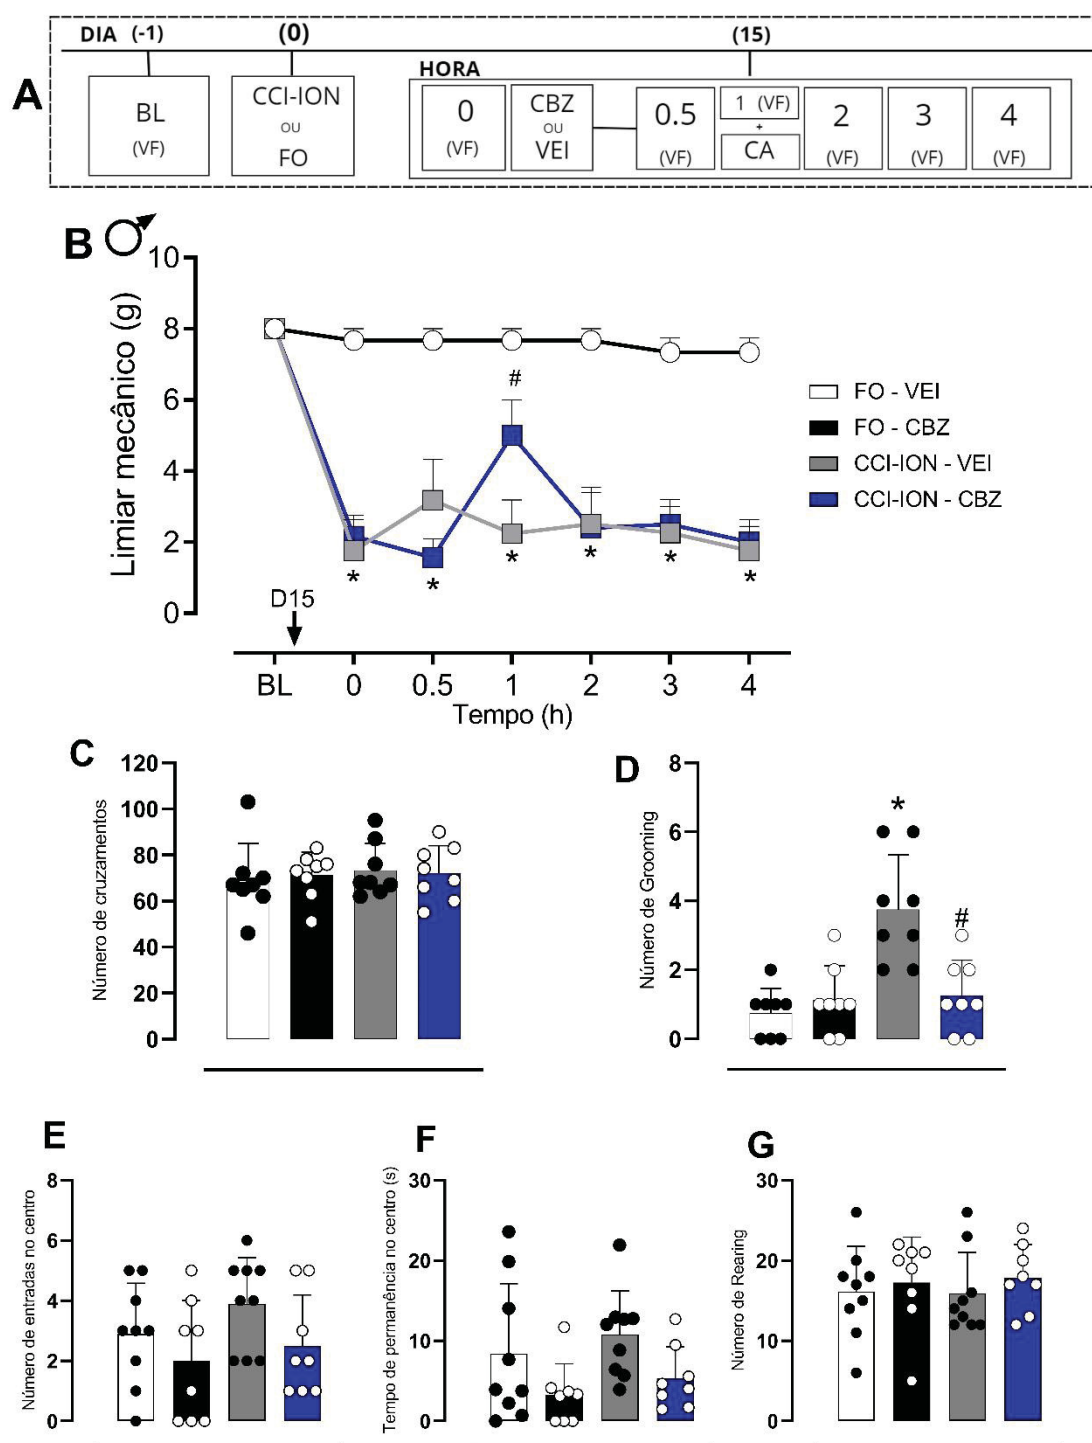 DIA (-1) (0) (15)
A
HORA
BL
(VF)
CCI-ION
OU
FO
0
(VF)
CBZ
OU
VEI
0.5
(VF)
1 (VF)
+
CA
2
(VF)
3
(VF)
4
(VF)
B
10
8
6
4
2
0
Limiar mecânico (g)
#
* * * * * *
D15
BL 0 0.5 1 2 3 4
Tempo (h)
FO - VEI
FO - CBZ
CCI-ION - VEI
CCI-ION - CBZ
C
120
100
80
60
40
20
0
Número de cruzamentos
D
8
6
4
2
0
Número de Grooming
*
#
E
8
6
4
2
0
Número de entradas no centro
F
30
20
10
0
Tempo de permanência no centro (s)
G
30
20
10
0
Número de Rearing